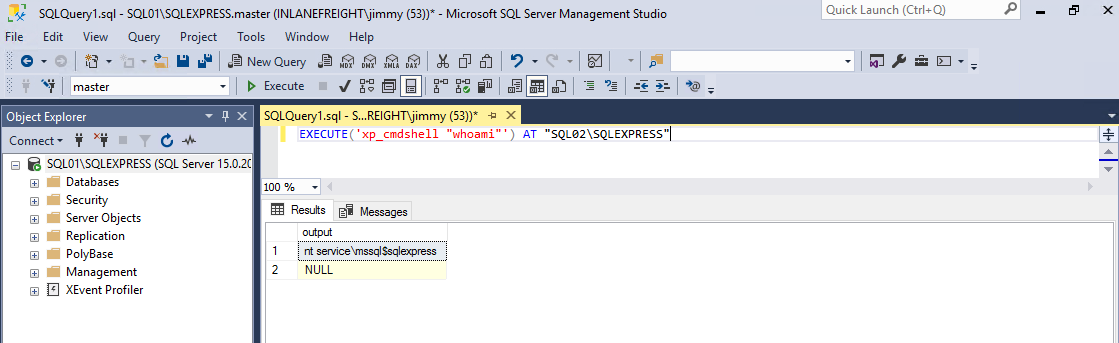 SQLQuery1.sql - SQL01\SQLEXPRESS.master (INLANEFREIGHT\jimmy (53))* - Microsoft SQL Server Management Studio
Quick Launch (Ctrl+Q)
File Edit View Query Project Tools Window Help
New Query MDX DMX XMLA DAX
master Execute
Object Explorer
SQLQuery1.sql - S...REIGHT\jimmy (53))*
Connect
EXECUTE('xp_cmdshell "whoami"') AT "SQL02\SQLEXPRESS"
SQL01\SQLEXPRESS (SQL Server 15.0.20
Databases
Security
Server Objects
Replication
PolyBase
Management
XEvent Profiler
100 %
Results Messages
output
1 nt service\mssql$sqlexpress
2 NULL